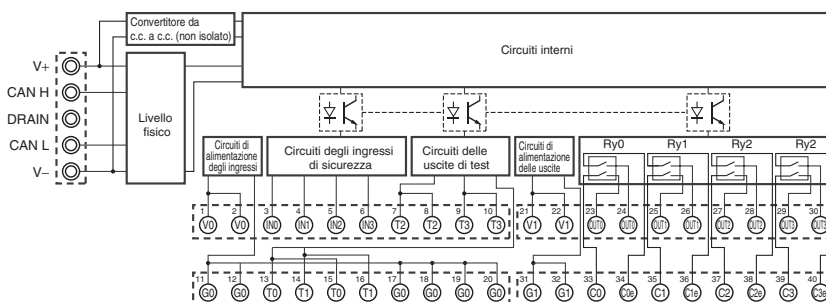 Convertitore da
c.c. a c.c. (non isolato)
Circuiti interni
V+
CAN H
DRAIN
CAN L
V–
Livello
fisico
Circuiti di
alimentazione
degli ingressi
Circuiti degli ingressi
di sicurezza
Circuiti delle
uscite di test
Circuiti di
alimentazione
delle uscite
Ry0 Ry1 Ry2 Ry2
1 2 3 4 5 6 7 8 9 10 21 22 23 24 25 26 27 28 29 30
V0 V0 IN0 IN1 IN2 IN3 T2 T2 T3 T3 V1 V1 OUT0 OUT0 OUT1 OUT1 OUT2 OUT2 OUT3 OUT3
11 12 13 14 15 16 17 18 19 20 31 32 33 34 35 36 37 38 39 40
G0 G0 T0 T1 T0 T1 G0 G0 G0 G0 G1 G1 C0 C0e C1 C1e C2 C2e C3 C3e